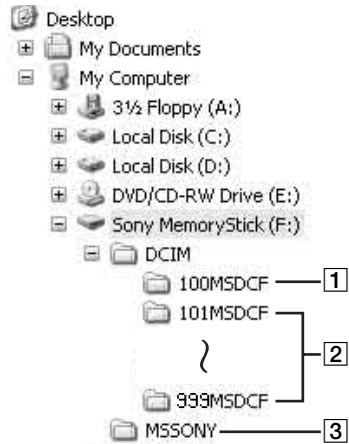 Desktop
My Documents
My Computer
3½ Floppy (A:)
Local Disk (C:)
Local Disk (D:)
DVD/CD-RW Drive (E:)
Sony MemoryStick (F:)
DCIM
100MSDCF 1
101MSDCF
2
999MSDCF
MSSONY 3